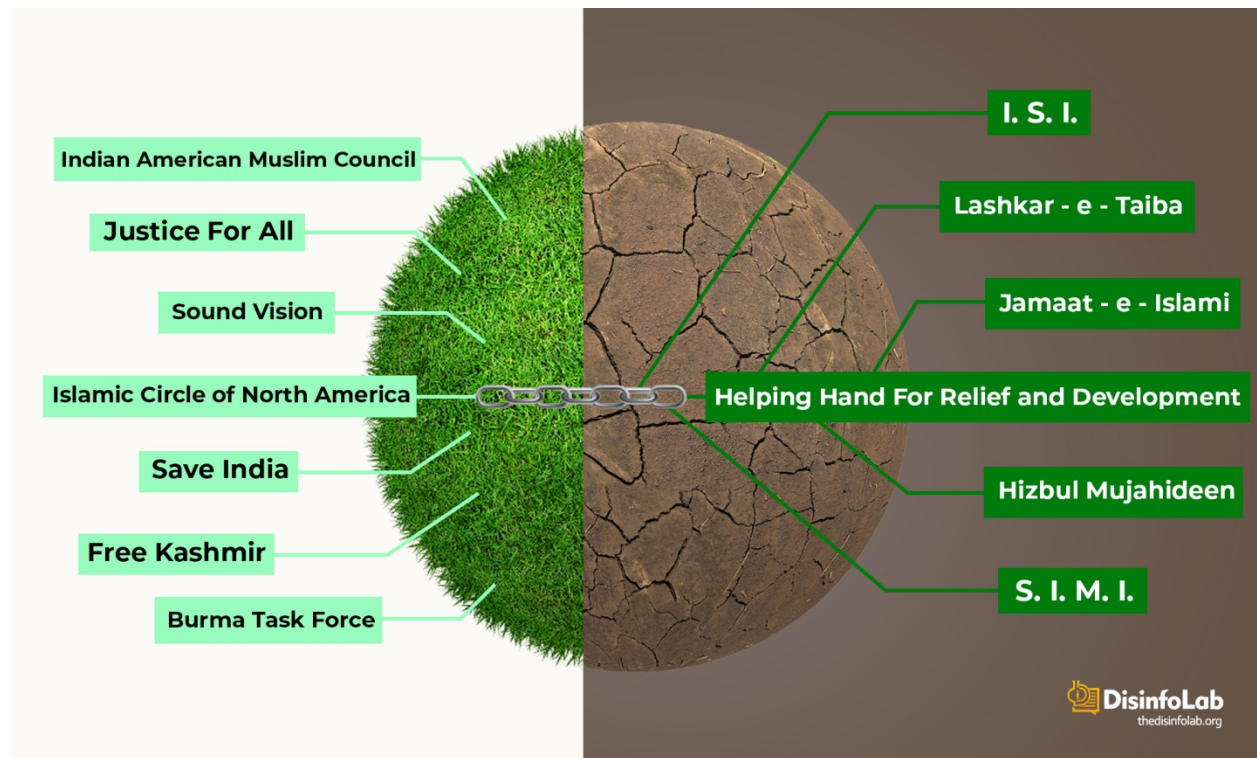 Indian American Muslim Council
Justice For All
Sound Vision
Islamic Circle of North America
Save India
Free Kashmir
Burma Task Force
I. S. I.
Lashkar - e - Taiba
Jamaat - e - Islami
Helping Hand For Relief and Development
Hizbul Mujahideen
S. I. M. I.
DisinfoLab
thedisinfolab.org